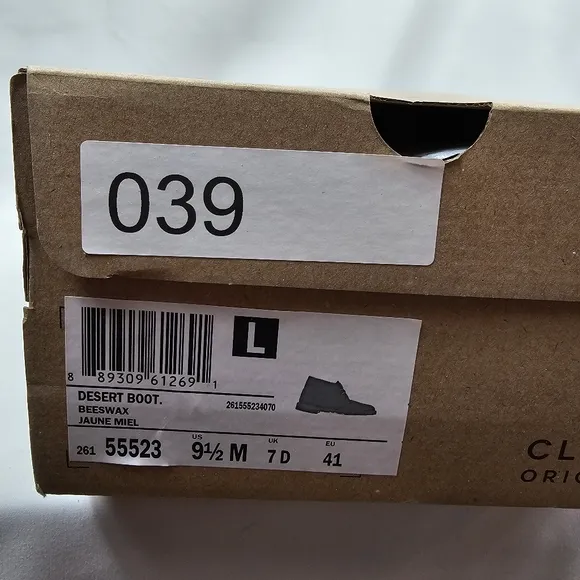 039
L
8 89309 61269 1
DESERT BOOT.
BEESWAX
261555234070
JAUNE MIEL
US UK EU
261 55523 9½ M 7 D 41
CL
ORIG